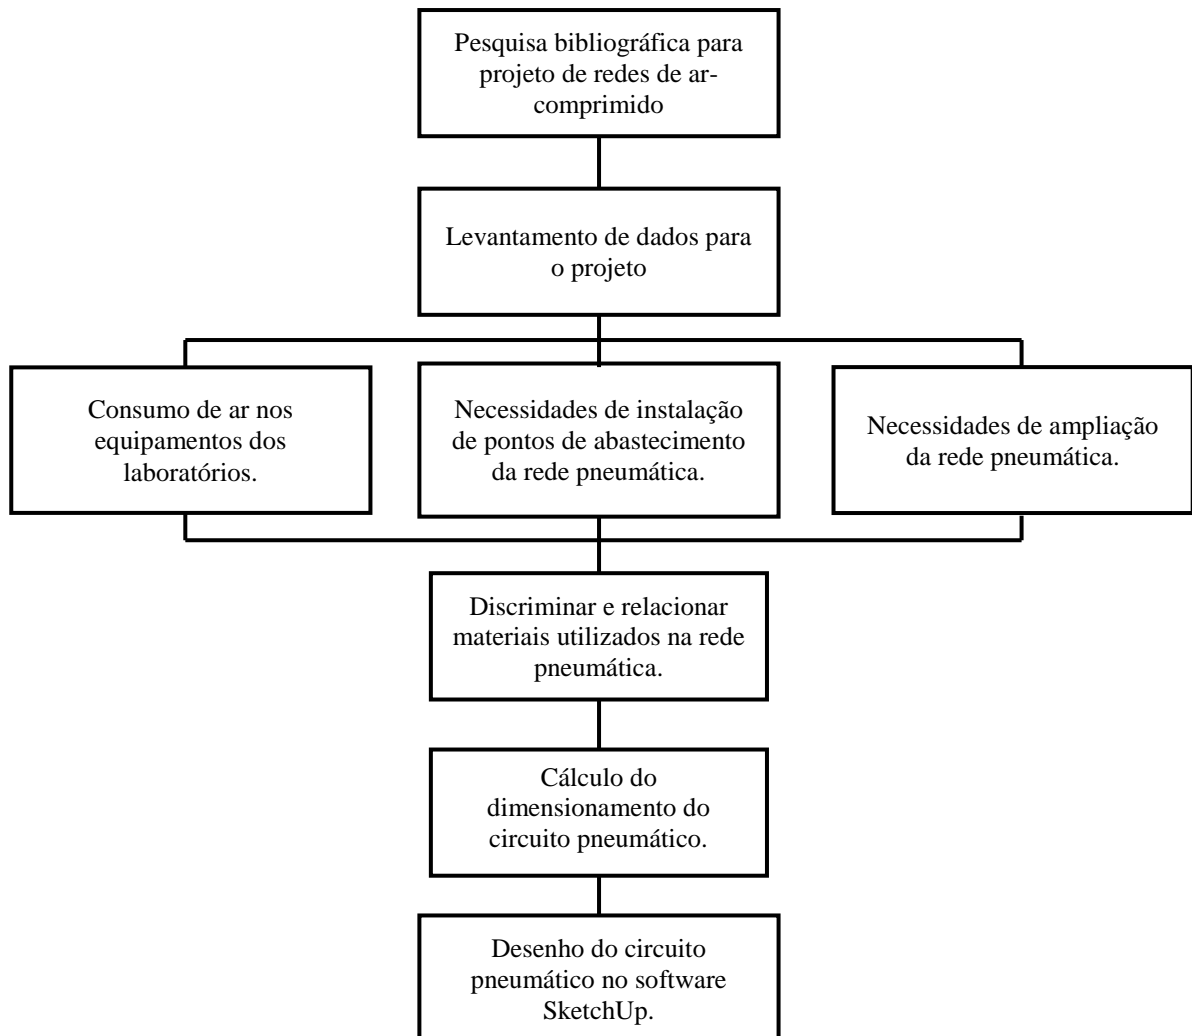 Pesquisa bibliográfica para
projeto de redes de ar-
comprimido
Levantamento de dados para
o projeto
Consumo de ar nos
equipamentos dos
laboratórios.
Necessidades de instalação
de pontos de abastecimento
da rede pneumática.
Necessidades de ampliação
da rede pneumática.
Discriminar e relacionar
materiais utilizados na rede
pneumática.
Cálculo do
dimensionamento do
circuito pneumático.
Desenho do circuito
pneumático no software
SketchUp.